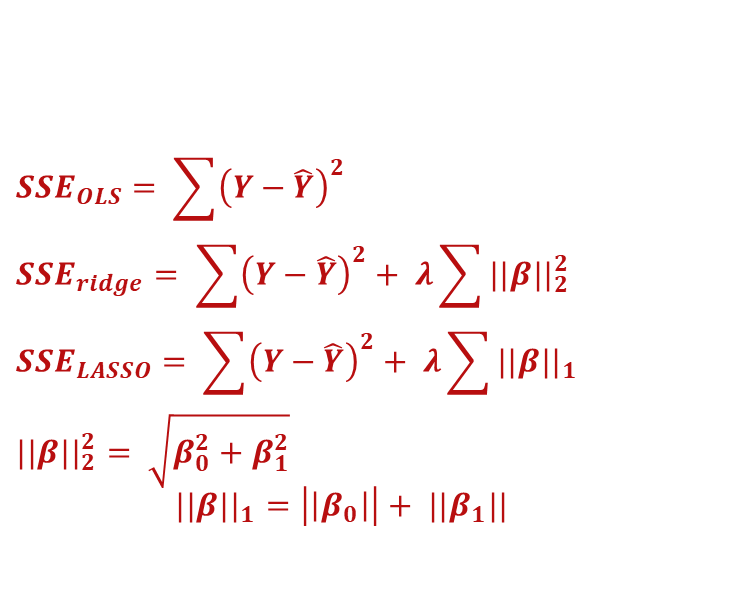 SSE_OLS = ∑(Y − Ŷ)²
SSE_ridge = ∑(Y − Ŷ)² + λ∑||β||₂²
SSE_LASSO = ∑(Y − Ŷ)² + λ∑||β||₁
||β||₂² = √(β₀² + β₁²)
||β||₁ = ||β₀|| + ||β₁||